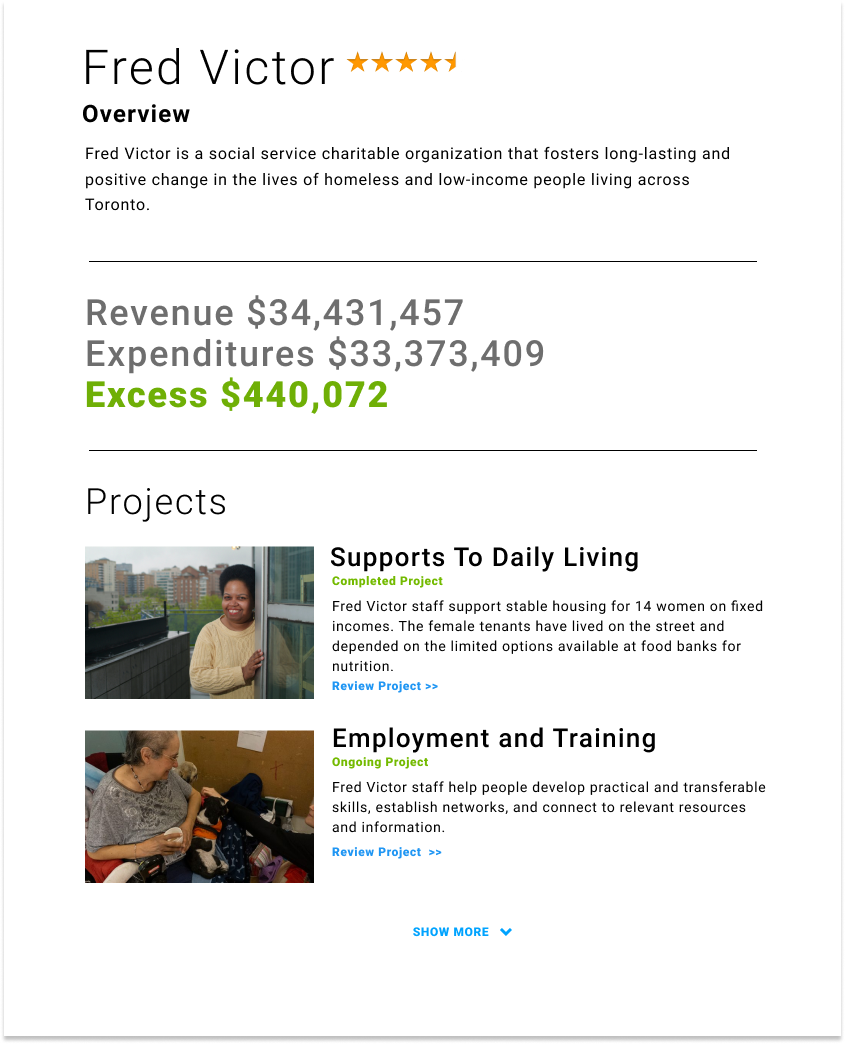 Fred Victor
Overview
Fred Victor is a social service charitable organization that fosters long-lasting and
positive change in the lives of homeless and low-income people living across
Toronto.
Revenue $34,431,457
Expenditures $33,373,409
Excess $440,072
Projects
Supports To Daily Living
Completed Project
Fred Victor staff support stable housing for 14 women on fixed
incomes. The female tenants have lived on the street and
depended on the limited options available at food banks for
nutrition.
Review Project >>
Employment and Training
Ongoing Project
Fred Victor staff help people develop practical and transferable
skills, establish networks, and connect to relevant resources
and information.
Review Project >>
SHOW MORE